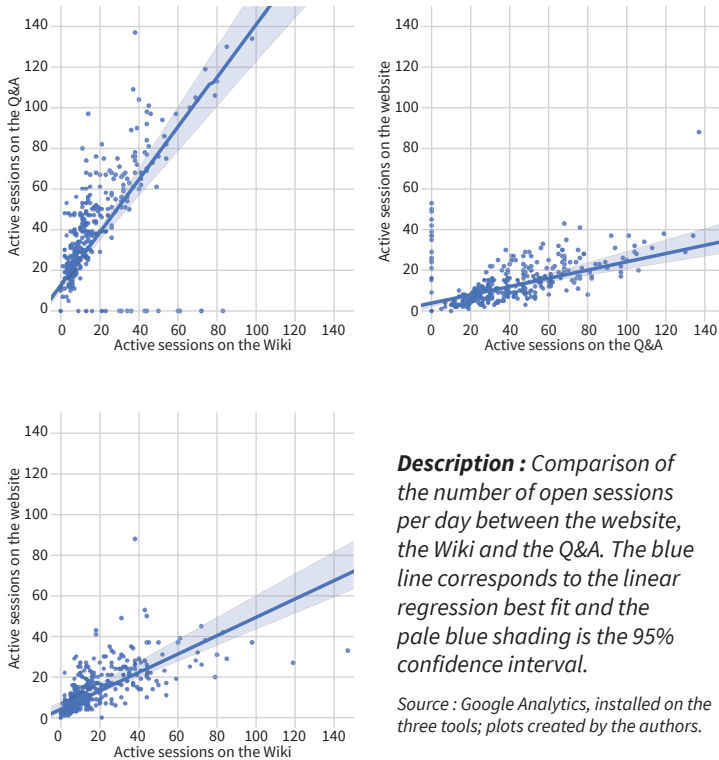 140
120
100
80
60
40
20
0
Active sessions on the Q&A
0 20 40 60 80 100 120 140
Active sessions on the Wiki
140
120
100
80
60
40
20
0
Active sessions on the website
0 20 40 60 80 100 120 140
Active sessions on the Q&A
140
120
100
80
60
40
20
0
Active sessions on the website
0 20 40 60 80 100 120 140
Active sessions on the Wiki
Description : Comparison of
the number of open sessions
per day between the website,
the Wiki and the Q&A. The blue
line corresponds to the linear
regression best fit and the
pale blue shading is the 95%
confidence interval.
Source : Google Analytics, installed on the
three tools; plots created by the authors.